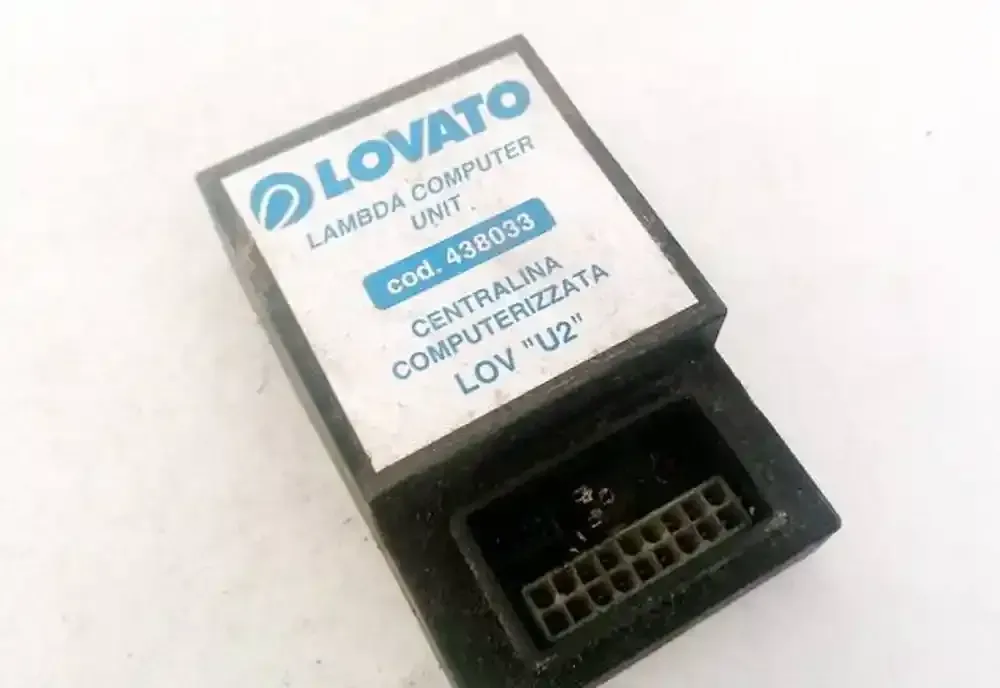 LOVATO
LAMBDA COMPUTER
UNIT.
cod. 438033
CENTRALINA
COMPUTERIZZATA
LOV "U2"